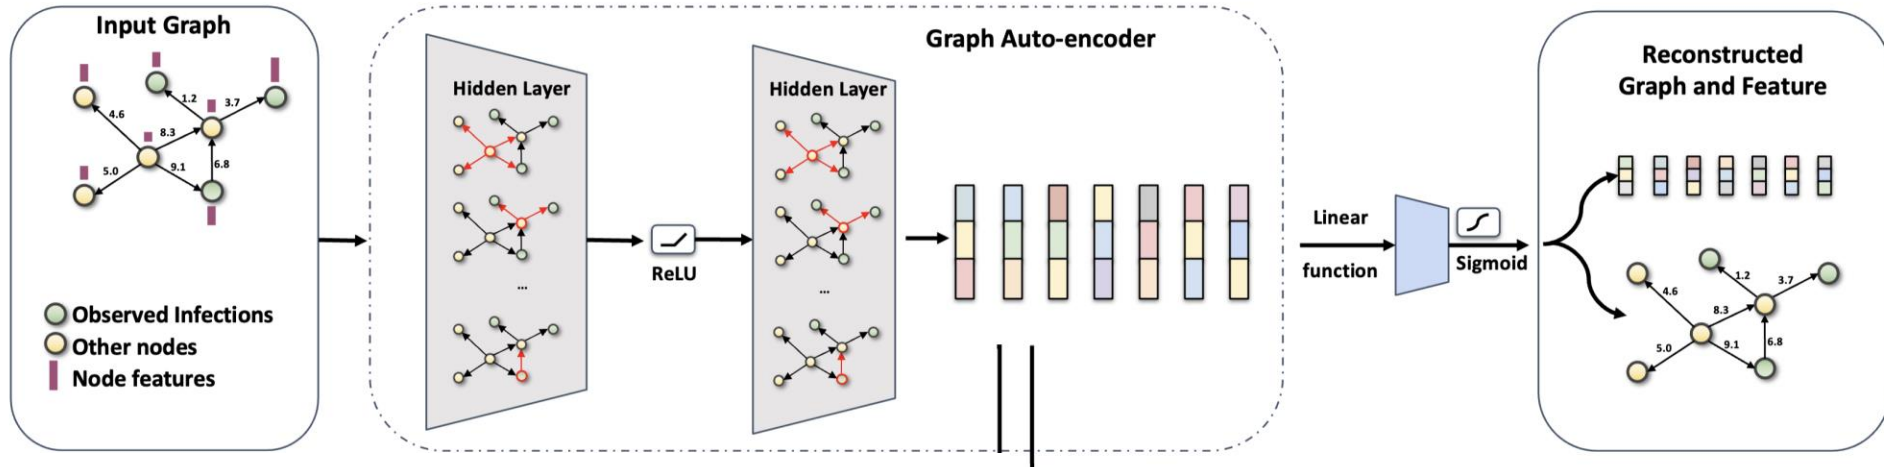 Input Graph
4.6
1.2
3.7
8.3
5.0
9.1
6.8
Observed Infections
Other nodes
Node features
Graph Auto-encoder
Hidden Layer
...
ReLU
Hidden Layer
...
Linear
function
Sigmoid
Reconstructed
Graph and Feature
4.6
1.2
3.7
8.3
5.0
9.1
6.8